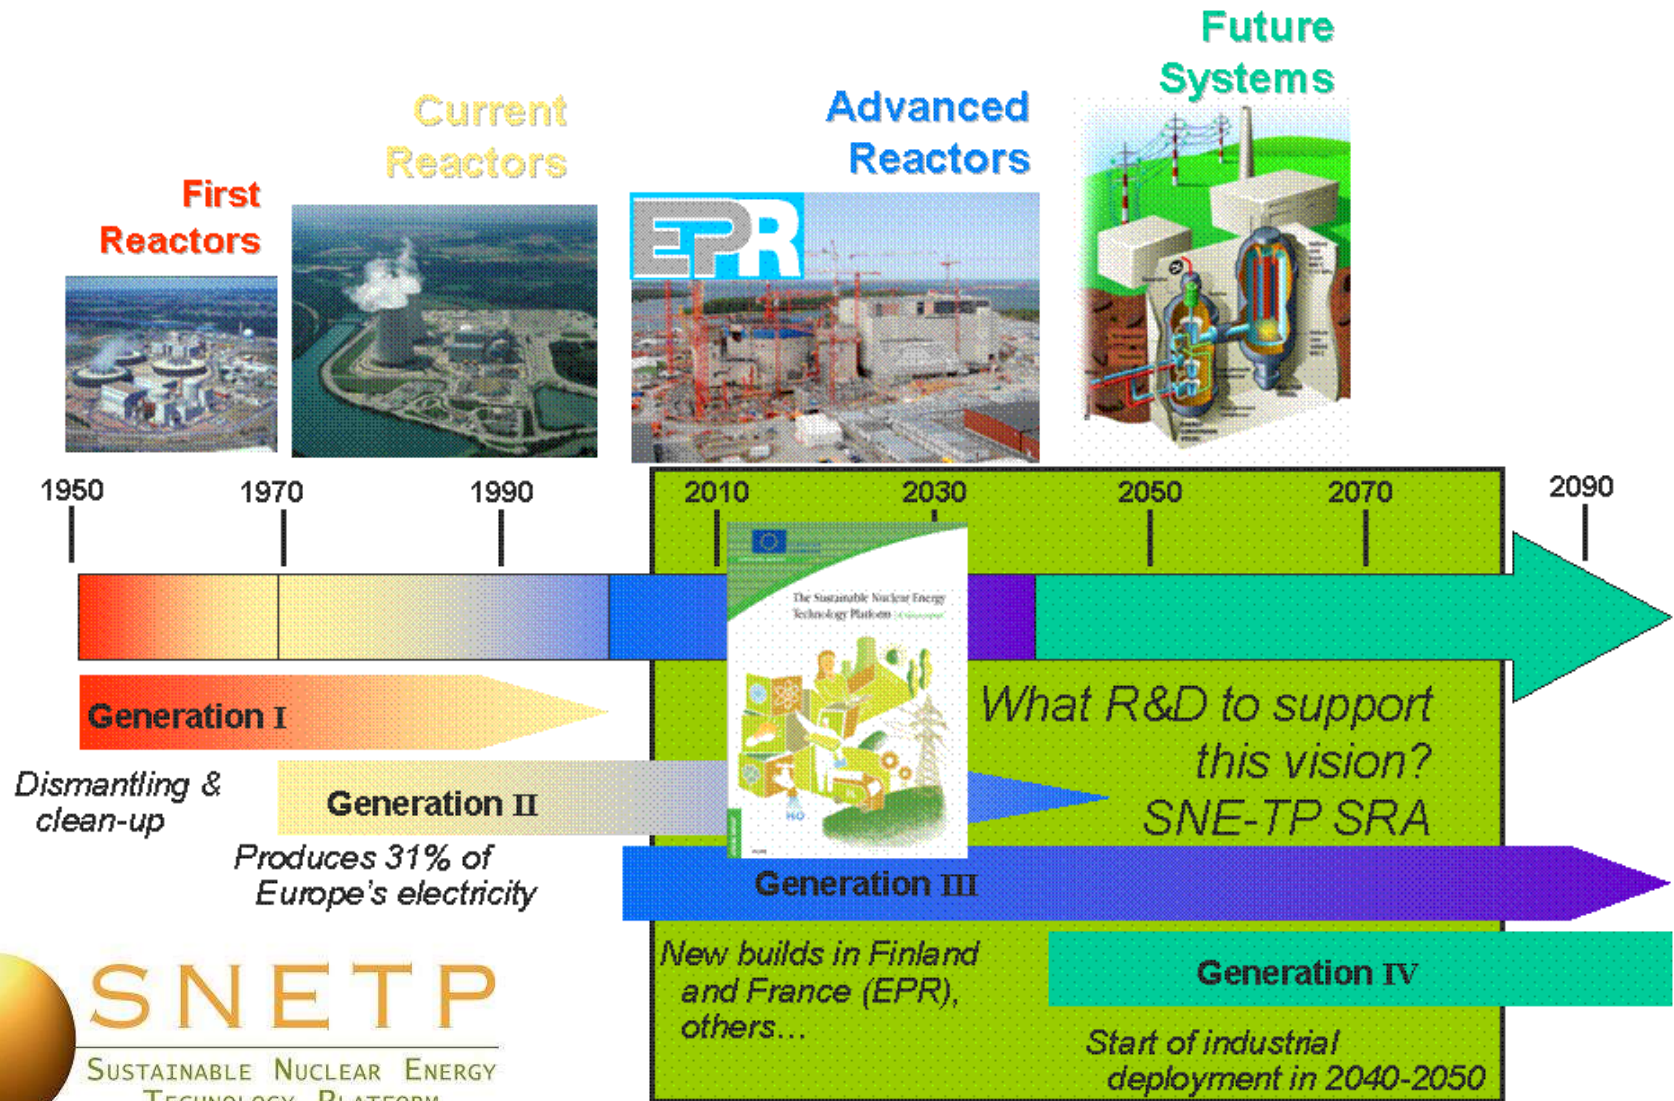 Future
Systems
Current
Reactors
Advanced
Reactors
First
Reactors
EPR
1950
1970
1990
2010
2030
2050
2070
2090
The Sustainable Nuclear Energy
Technology Platform
Generation I
What R&D to support
this vision?
SNE-TP SRA
Dismantling &
clean-up
Generation II
Produces 31% of
Europe's electricity
Generation III
New builds in Finland
and France (EPR),
others...
Generation IV
Start of industrial
deployment in 2040-2050
SNETP
SUSTAINABLE NUCLEAR ENERGY
TECHNOLOGY PLATFORM